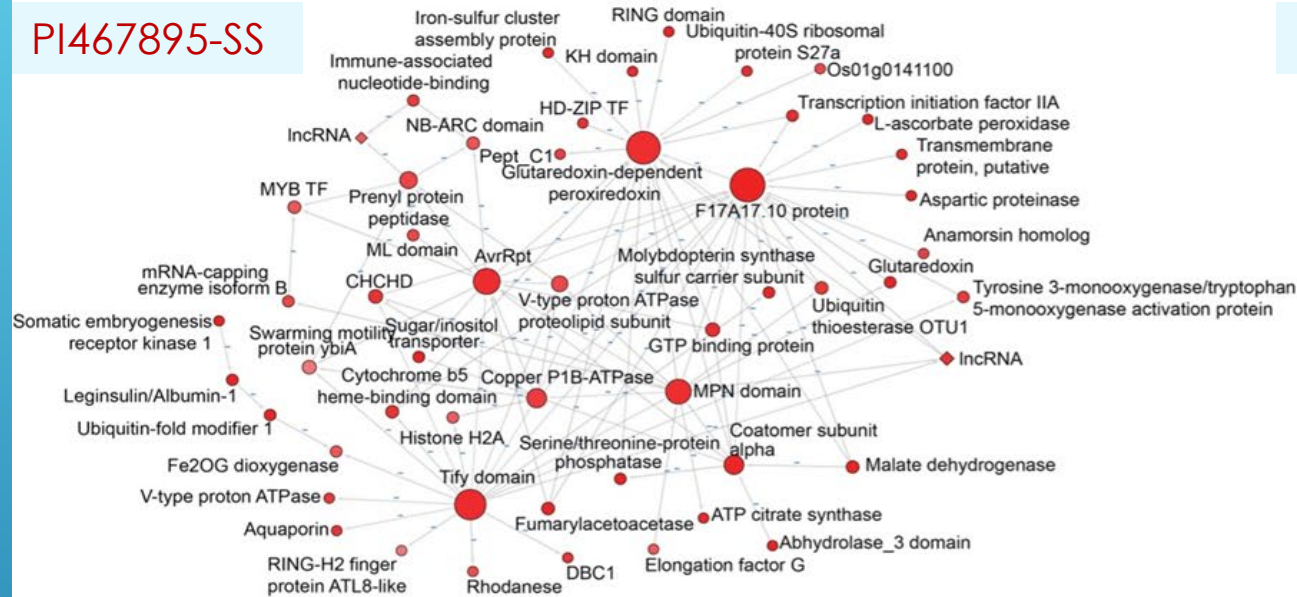 PI467895-SS
Iron-sulfur cluster
assembly protein
RING domain
Ubiquitin-40S ribosomal
protein S27a
KH domain
Os01g0141100
Immune-associated
nucleotide-binding
HD-ZIP TF
Transcription initiation factor IIA
L-ascorbate peroxidase
lncRNA
NB-ARC domain
Pept_C1
Glutaredoxin-dependent
peroxiredoxin
Transmembrane
protein, putative
MYB TF
Prenyl protein
peptidase
F17A17.10 protein
Aspartic proteinase
ML domain
AvrRpt
Molybdopterin synthase
sulfur carrier subunit
Anamorsin homolog
Glutaredoxin
mRNA-capping
enzyme isoform B
CHCHD
V-type proton ATPase
proteolipid subunit
Ubiquitin
thioesterase OTU1
Tyrosine 3-monooxygenase/tryptophan
5-monooxygenase activation protein
Somatic embryogenesis
receptor kinase 1
Swarming motility
protein ybiA
Sugar/inositol
transporter
GTP binding protein
lncRNA
Leginsulin/Albumin-1
Cytochrome b5
heme-binding domain
Copper P1B-ATPase
MPN domain
Ubiquitin-fold modifier 1
Histone H2A
Serine/threonine-protein
phosphatase
Coatomer subunit
alpha
Fe2OG dioxygenase
Tify domain
Malate dehydrogenase
V-type proton ATPase
Fumarylacetoacetase
ATP citrate synthase
Aquaporin
Abhydrolase_3 domain
RING-H2 finger
protein ATL8-like
Rhodanese
DBC1
Elongation factor G